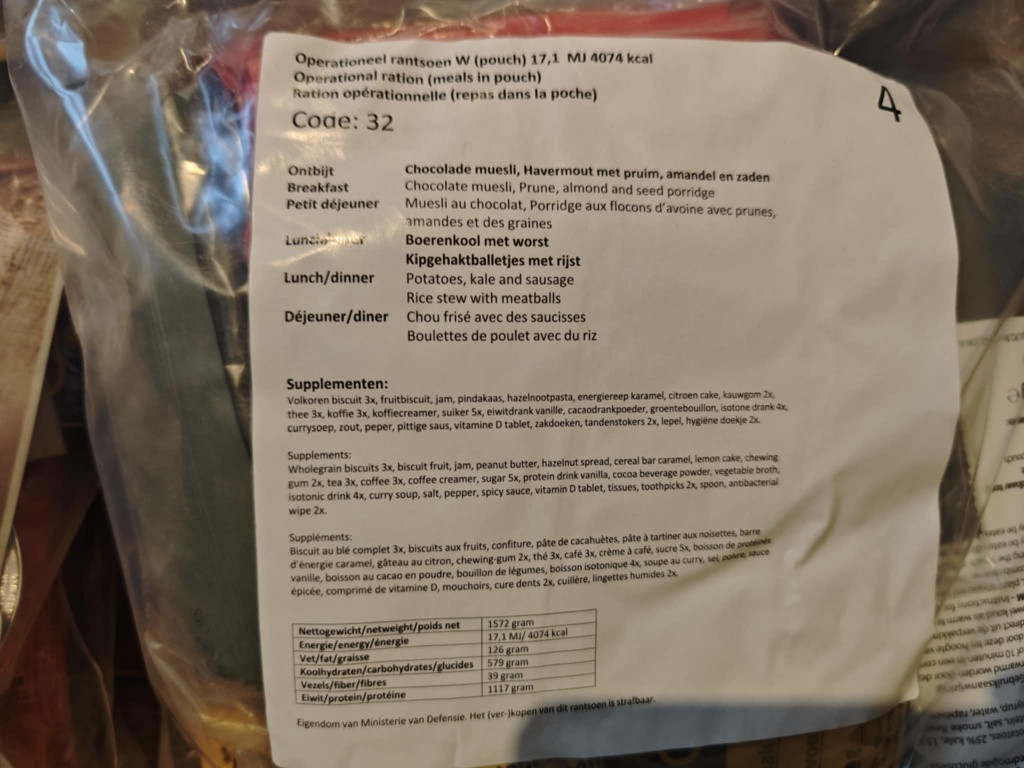 Operationeel rantsoen W (pouch) 17,1 MJ 4074 kcal
Operational ration (meals in pouch)
Ration opérationnelle (repas dans la poche)
Code: 32
4
Ontbijt Chocolade muesli, Havermout met pruim, amandel en zaden
Breakfast Chocolate muesli, Prune, almond and seed porridge
Petit déjeuner Muesli au chocolat, Porridge aux flocons d'avoine avec prunes,
amandes et des graines
Boerenkool met worst
Kipgehaktballetjes met rijst
Lunch/dinner Potatoes, kale and sausage
Rice stew with meatballs
Déjeuner/diner Chou frisé avec des saucisses
Boulettes de poulet avec du riz
Supplementen:
Volkoren biscuit 3x, fruitbiscuit, jam, pindakaas, hazelnootpasta, energiereep karamel, citroen cake, kauwgom 2x,
thee 3x, koffie 3x, koffiecreamer, suiker 5x, eiwitdrank vanille, cacaodrankpoeder, groentebouillon, isotone drank 4x,
currysoep, zout, peper, pittige saus, vitamine D tablet, zakdoeken, tandenstokers 2x, lepel, hygiëne doekje 2x.
Supplements:
Wholegrain biscuits 3x, biscuit fruit, jam, peanut butter, hazelnut spread, cereal bar caramel, lemon cake, chewing
gum 2x, tea 3x, coffee 3x, coffee creamer, sugar 5x, protein drink vanilla, cocoa beverage powder, vegetable broth,
isotonic drink 4x, curry soup, salt, pepper, spicy sauce, vitamin D tablet, tissues, toothpicks 2x, spoon, antibacterial
wipe 2x.
Suppléments:
Biscuit au blé complet 3x, biscuits aux fruits, confiture, pâte de cacahuètes, pâte à tartiner aux noisettes, barre
d'énergie caramel, gâteau au citron, chewing-gum 2x, thé 3x, café 3x, crème à café, sucre 5x, boisson de protéines
vanille, boisson au cacao en poudre, bouillon de légumes, boisson isotonique 4x, soupe au curry, sel, poivre, sauce
épicée, comprimé de vitamine D, mouchoirs, cure dents 2x, cuillère, lingettes humides 2x.
Nettogewicht/netweight/poids net 1572 gram
Energie/energy/énergie 17,1 MJ/ 4074 kcal
Vet/fat/graisse 126 gram
Koolhydraten/carbohydrates/glucides 579 gram
Vezels/fiber/fibres 39 gram
Eiwit/protein/protéine 1117 gram
Eigendom van Ministerie van Defensie. Het (ver-)kopen van dit rantsoen is strafbaar.